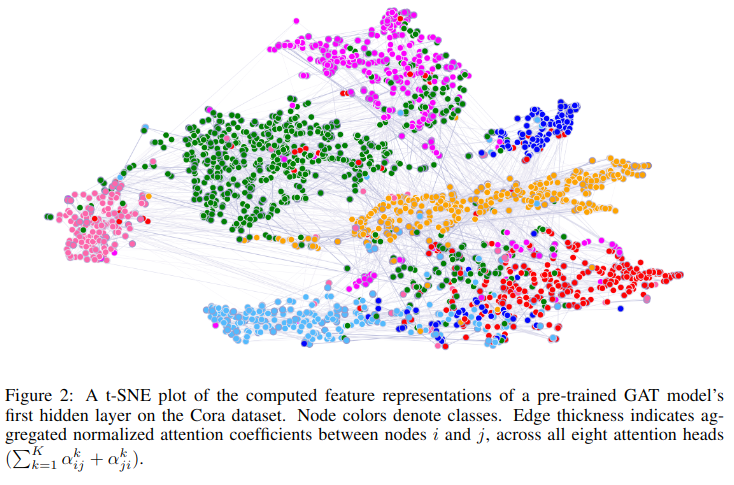 Figure 2: A t-SNE plot of the computed feature representations of a pre-trained GAT model's
first hidden layer on the Cora dataset. Node colors denote classes. Edge thickness indicates ag-
gregated normalized attention coefficients between nodes i and j, across all eight attention heads
(∑_{k=1}^{K} α_{ij}^{k} + α_{ji}^{k}).